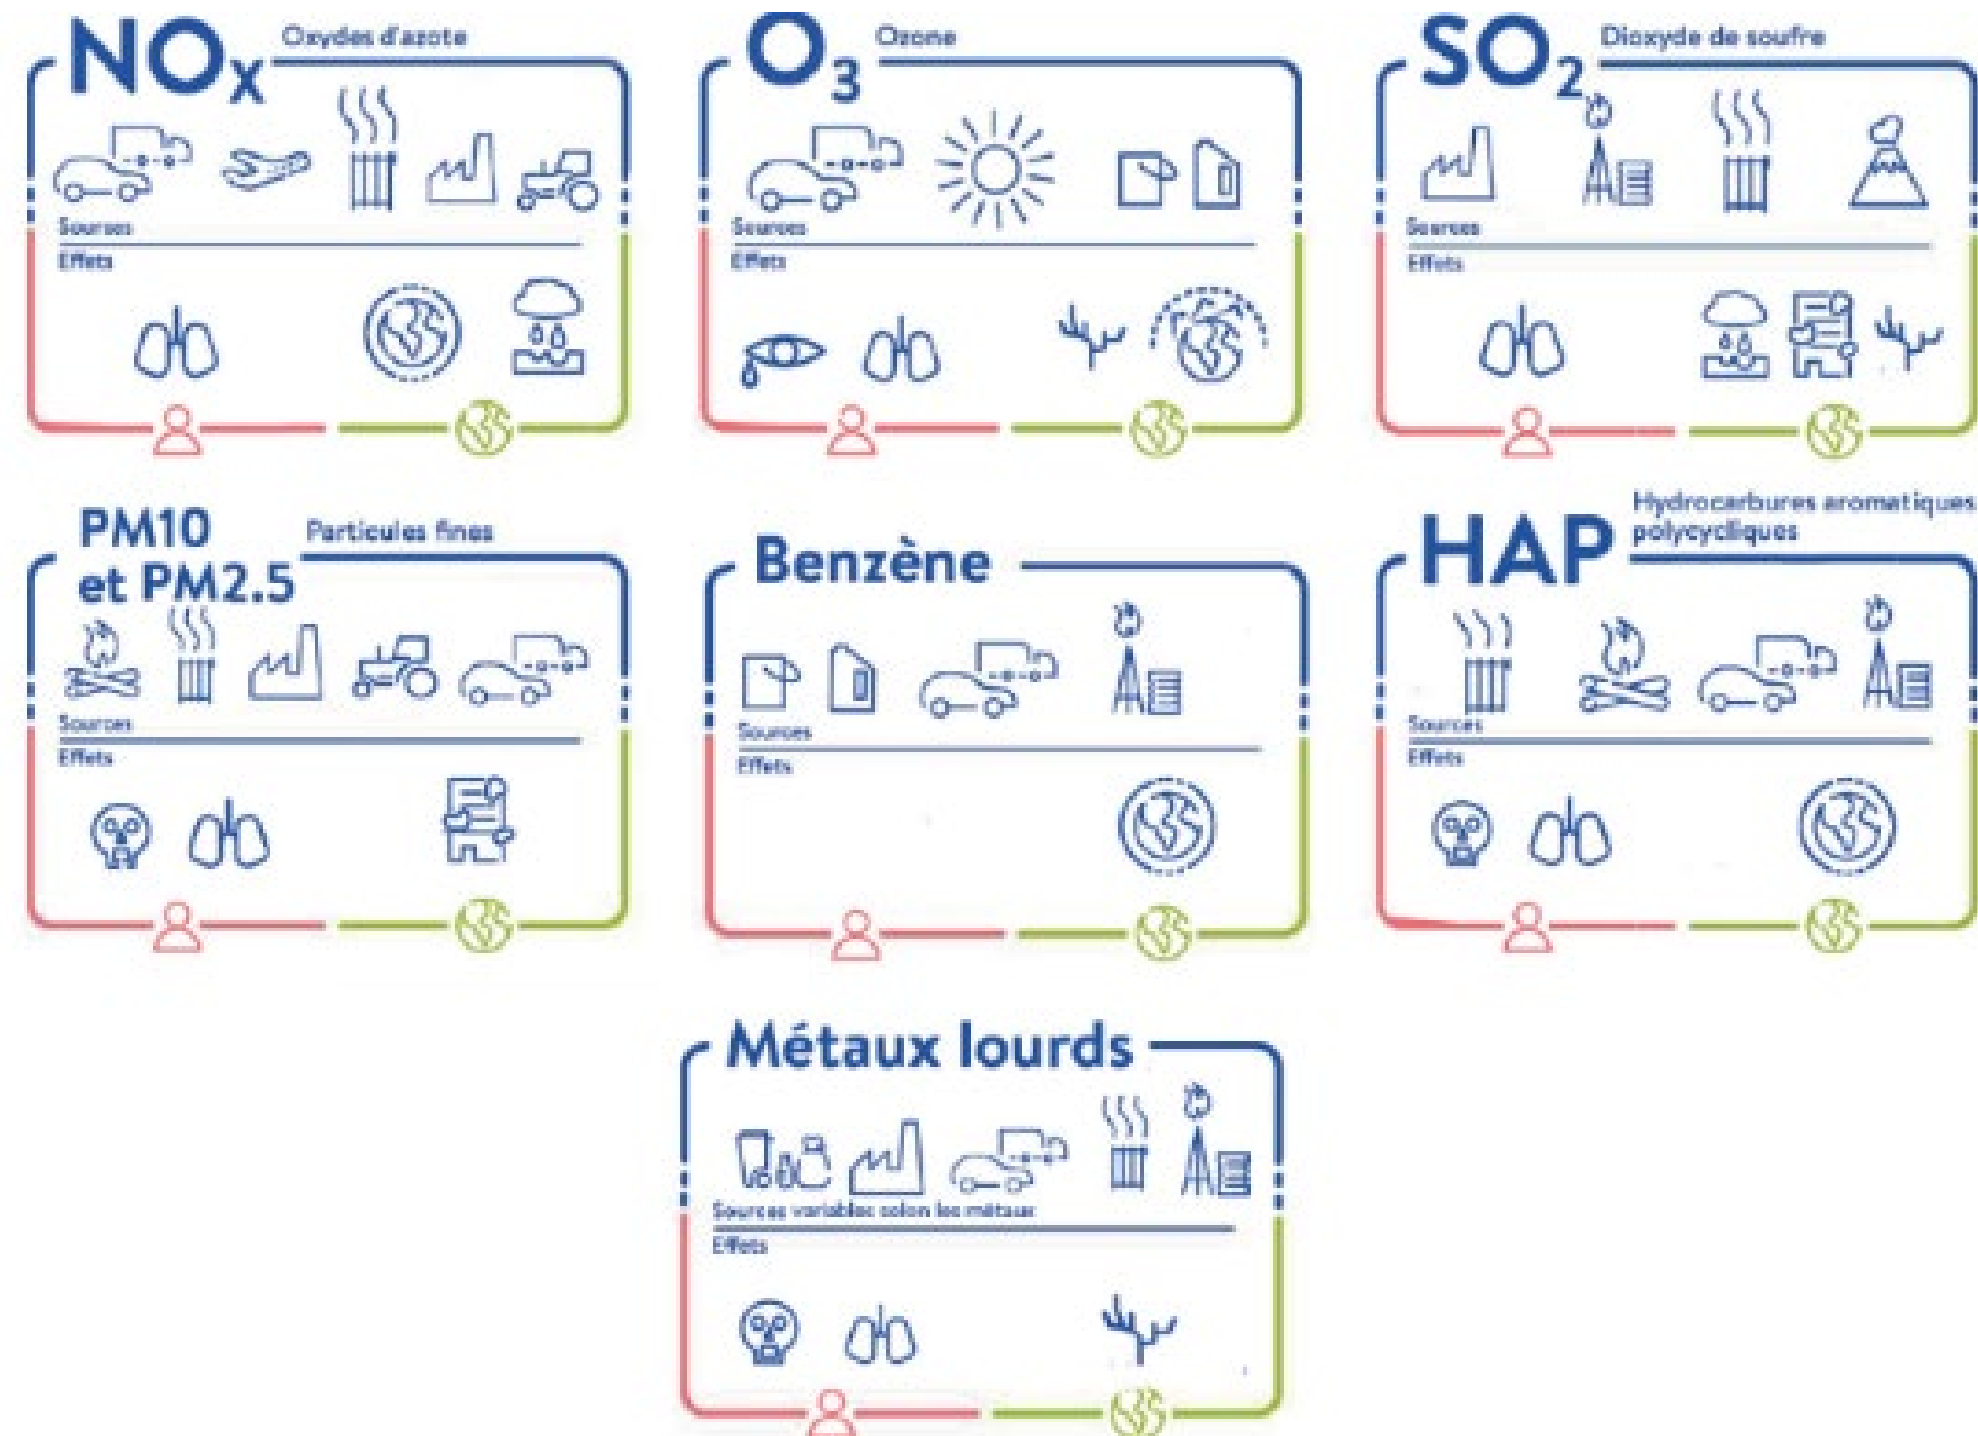 NOx Oxydes d'azote
Sources
Effets
O3 Ozone
Sources
Effets
SO2 Dioxyde de soufre
Sources
Effets
PM10
et PM2.5
Particules fines
Sources
Effets
Benzène
Sources
Effets
HAP
Hydrocarbures aromatiques
polycycliques
Sources
Effets
Métaux lourds
Sources variables selon les métaux
Effets